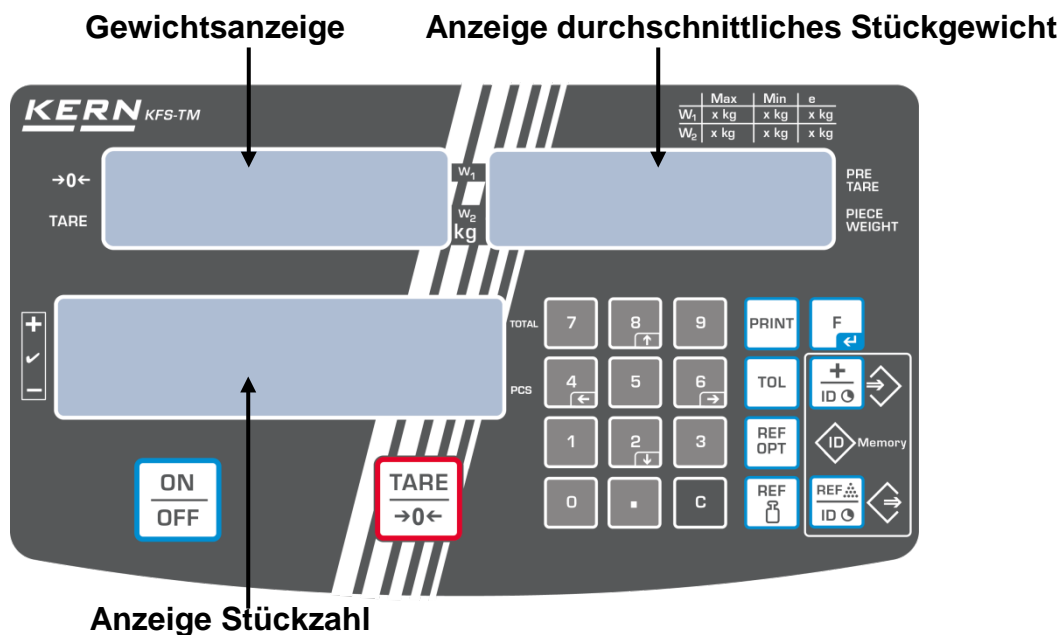 Gewichtsanzeige
Anzeige durchschnittliches Stückgewicht
KERN KFS-TM
Max Min e
W1 x kg x kg x kg
W2 x kg x kg x kg
→0←
TARE
W1
W2
kg
PRE
TARE
PIECE
WEIGHT
+
✓
−
TOTAL
PCS
7 8 ↑ 9 PRINT F ↵
4 ← 5 6 → TOL + ID
1 2 ↓ 3 REF OPT ID Memory
0 . C REF REF ID
ON
OFF
TARE
→0←
Anzeige Stückzahl